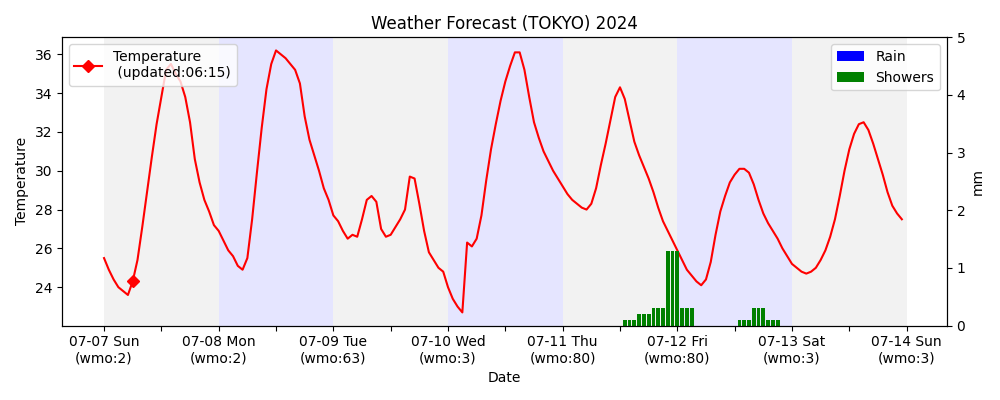 Weather Forecast (TOKYO) 2024
Temperature
(updated:06:15)
Rain
Showers
Temperature
36
34
32
30
28
26
24
5
4
3
2
1
0
mm
07-07 Sun
(wmo:2)
07-08 Mon
(wmo:2)
07-09 Tue
(wmo:63)
07-10 Wed
(wmo:3)
07-11 Thu
(wmo:80)
07-12 Fri
(wmo:80)
07-13 Sat
(wmo:3)
07-14 Sun
(wmo:3)
Date